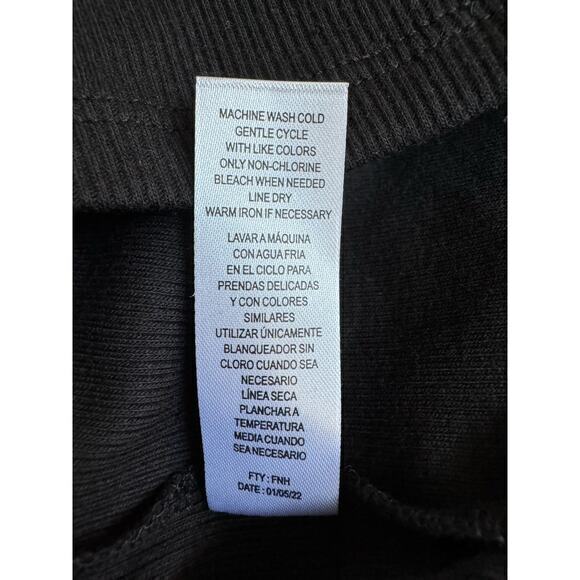 MACHINE WASH COLD
GENTLE CYCLE
WITH LIKE COLORS
ONLY NON-CHLORINE
BLEACH WHEN NEEDED
LINE DRY
WARM IRON IF NECESSARY
LAVAR A MÁQUINA
CON AGUA FRIA
EN EL CICLO PARA
PRENDAS DELICADAS
Y CON COLORES
SIMILARES
UTILIZAR ÚNICAMENTE
BLANQUEADOR SIN
CLORO CUANDO SEA
NECESARIO
LÍNEA SECA
PLANCHAR A
TEMPERATURA
MEDIA CUANDO
SEA NECESARIO
FTY : FNH
DATE : 01/05/22